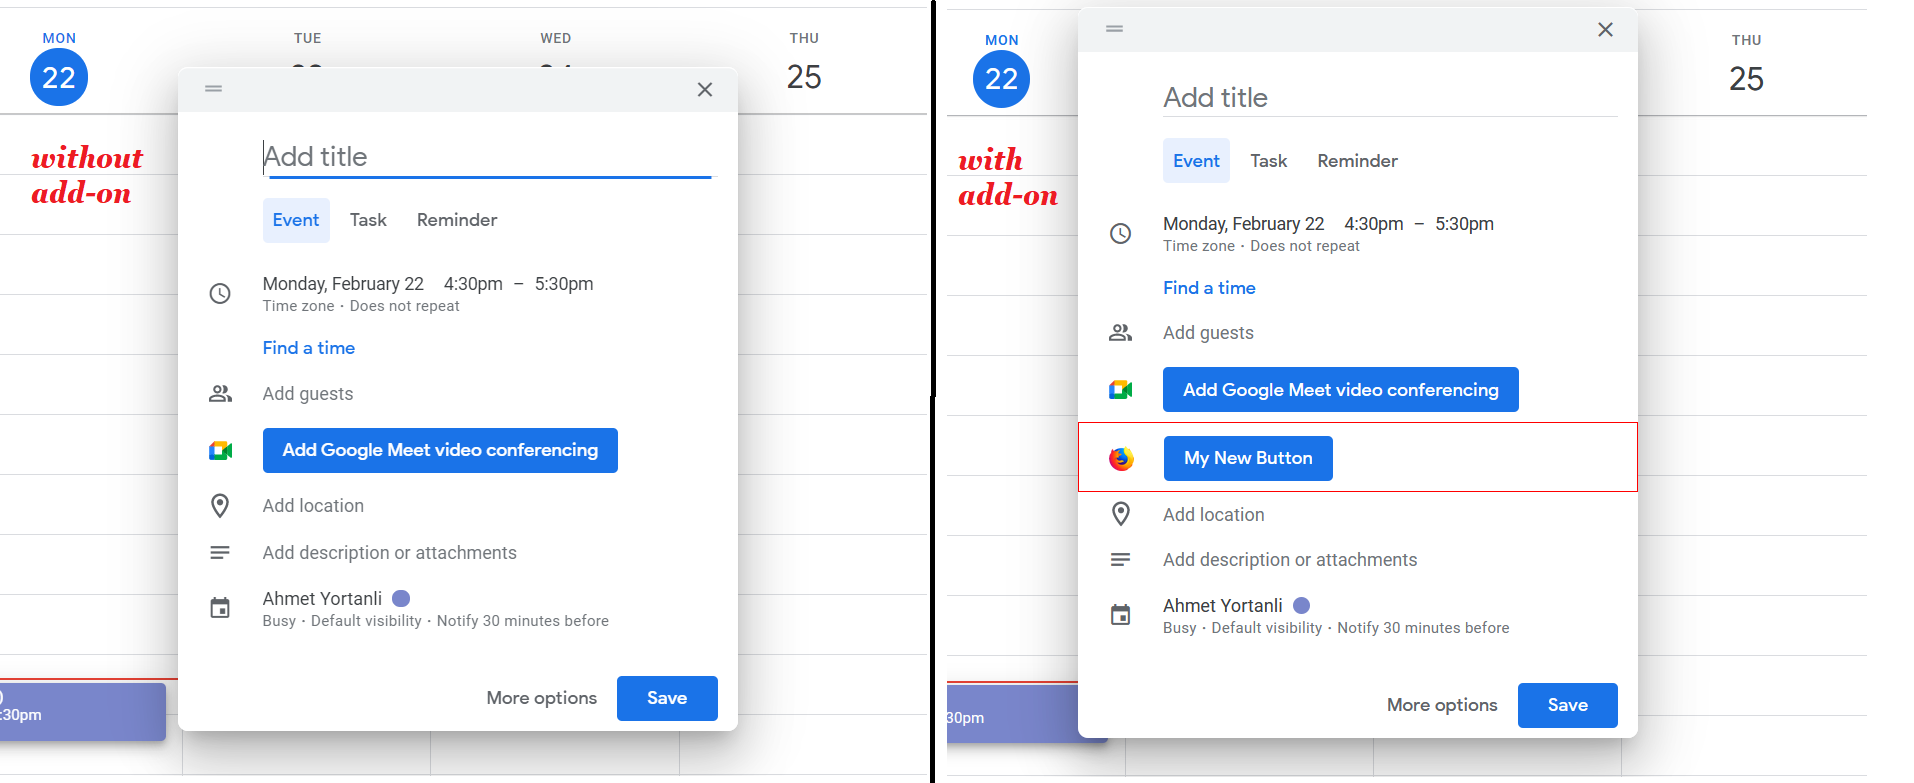 MON
TUE
WED
THU
22
25
without
add-on
Add title
Event Task Reminder
Monday, February 22 4:30pm – 5:30pm
Time zone · Does not repeat
Find a time
Add guests
Add Google Meet video conferencing
Add location
Add description or attachments
Ahmet Yortanli
Busy · Default visibility · Notify 30 minutes before
:30pm
More options
Save
MON
THU
22
25
with
add-on
Add title
Event Task Reminder
Monday, February 22 4:30pm – 5:30pm
Time zone · Does not repeat
Find a time
Add guests
Add Google Meet video conferencing
My New Button
Add location
Add description or attachments
Ahmet Yortanli
Busy · Default visibility · Notify 30 minutes before
30pm
More options
Save